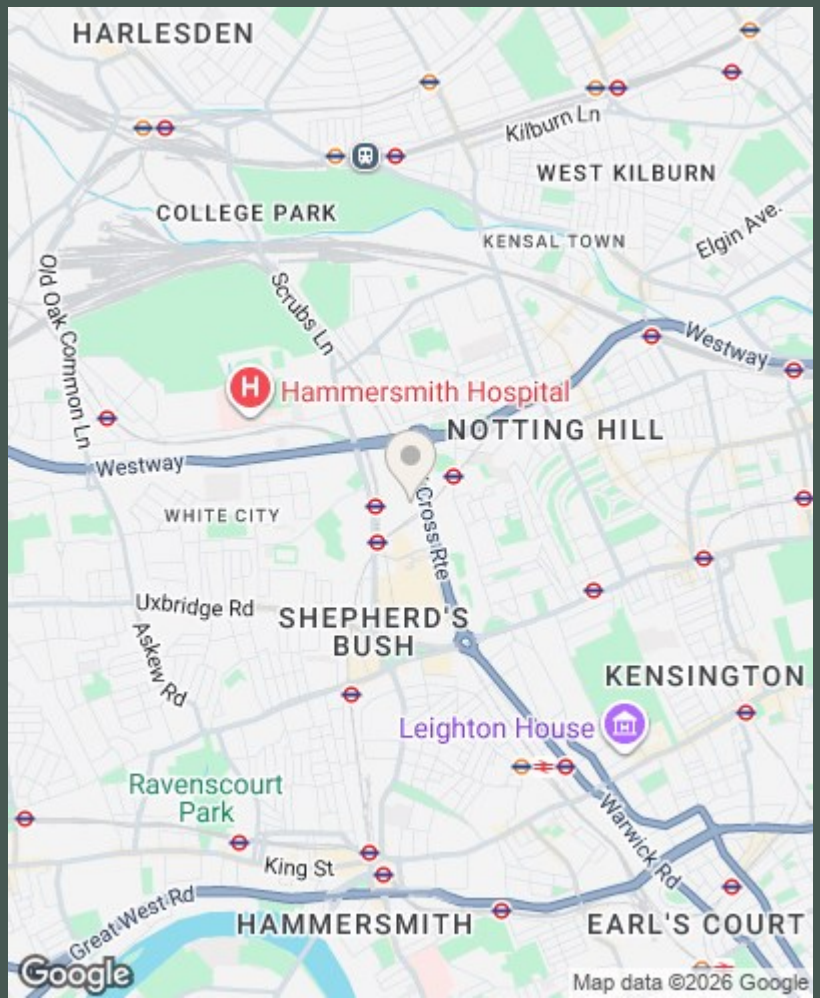 HARLESDEN
Kilburn Ln
WEST KILBURN
COLLEGE PARK
KENSAL TOWN
Elgin Ave.
Old Oak Common Ln
Scrubs Ln
Westway
H
Hammersmith Hospital
NOTTING HILL
Westway
Cross Rte
WHITE CITY
Uxbridge Rd
SHEPHERD'S
BUSH
Askew Rd
KENSINGTON
Leighton House
Ravenscourt
Park
Warwick Rd
King St
Great West Rd
HAMMERSMITH
EARL'S COURT
Google
Map data ©2026 Google